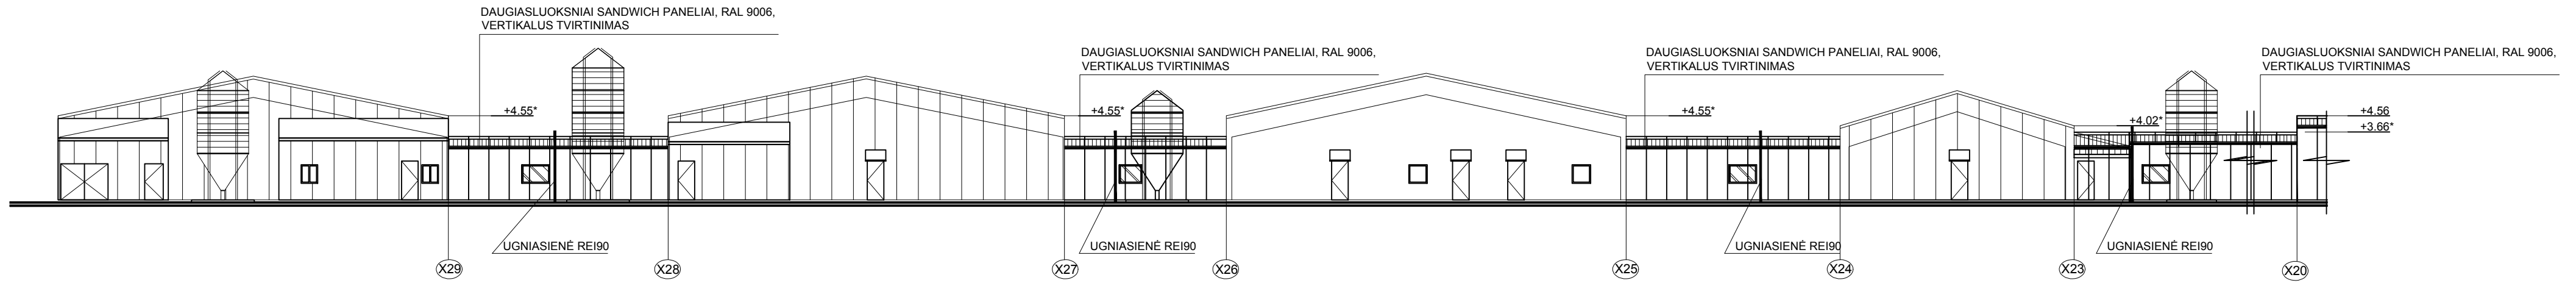 DAUGIASLUOKSNIAI SANDWICH PANELIAI, RAL 9006,
VERTIKALUS TVIRTINIMAS
DAUGIASLUOKSNIAI SANDWICH PANELIAI, RAL 9006,
VERTIKALUS TVIRTINIMAS
DAUGIASLUOKSNIAI SANDWICH PANELIAI, RAL 9006,
VERTIKALUS TVIRTINIMAS
DAUGIASLUOKSNIAI SANDWICH PANELIAI, RAL 9006,
VERTIKALUS TVIRTINIMAS
+4.55*
+4.55*
+4.55*
+4.02*
+4.56
+3.66*
UGNIASIENĖ REI90
UGNIASIENĖ REI90
UGNIASIENĖ REI90
UGNIASIENĖ REI90
X29
X28
X27
X26
X25
X24
X23
X20